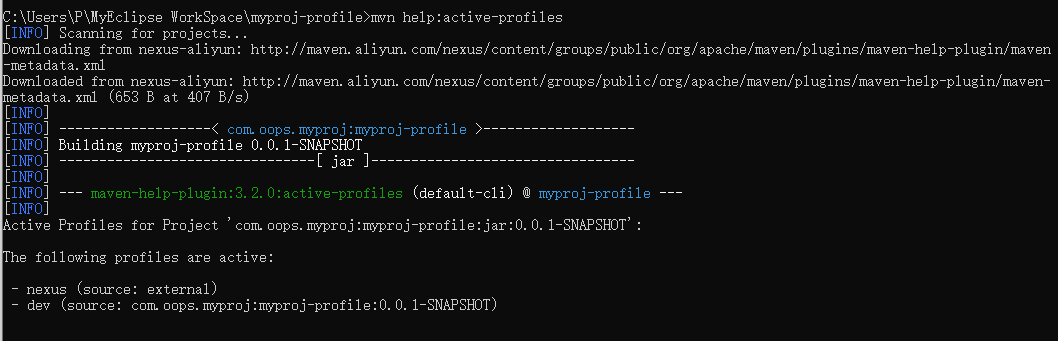 C:\Users\P\MyEclipse WorkSpace\myproj-profile>mvn help:active-profiles
[INFO] Scanning for projects...
Downloading from nexus-aliyun: http://maven.aliyun.com/nexus/content/groups/public/org/apache/maven/plugins/maven-help-plugin/maven
-metadata.xml
Downloaded from nexus-aliyun: http://maven.aliyun.com/nexus/content/groups/public/org/apache/maven/plugins/maven-help-plugin/maven-
metadata.xml (653 B at 407 B/s)
[INFO]
[INFO] -------------------< com.oops.myproj:myproj-profile >-------------------
[INFO] Building myproj-profile 0.0.1-SNAPSHOT
[INFO] --------------------------------[ jar ]---------------------------------
[INFO]
[INFO] --- maven-help-plugin:3.2.0:active-profiles (default-cli) @ myproj-profile ---
[INFO]
Active Profiles for Project 'com.oops.myproj:myproj-profile:jar:0.0.1-SNAPSHOT':
The following profiles are active:
- nexus (source: external)
- dev (source: com.oops.myproj:myproj-profile:0.0.1-SNAPSHOT)